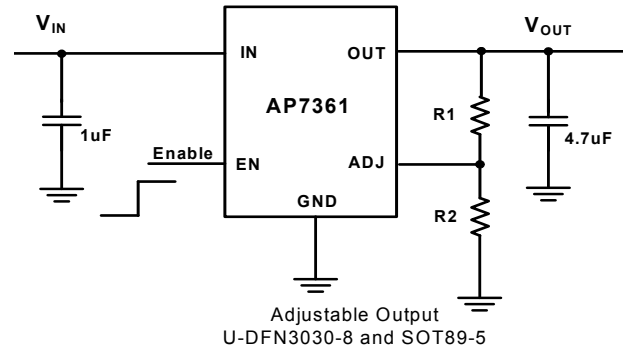 VIN
VOUT
IN
OUT
AP7361
R1
1uF
4.7uF
Enable
EN
ADJ
GND
R2
Adjustable Output
U-DFN3030-8 and SOT89-5